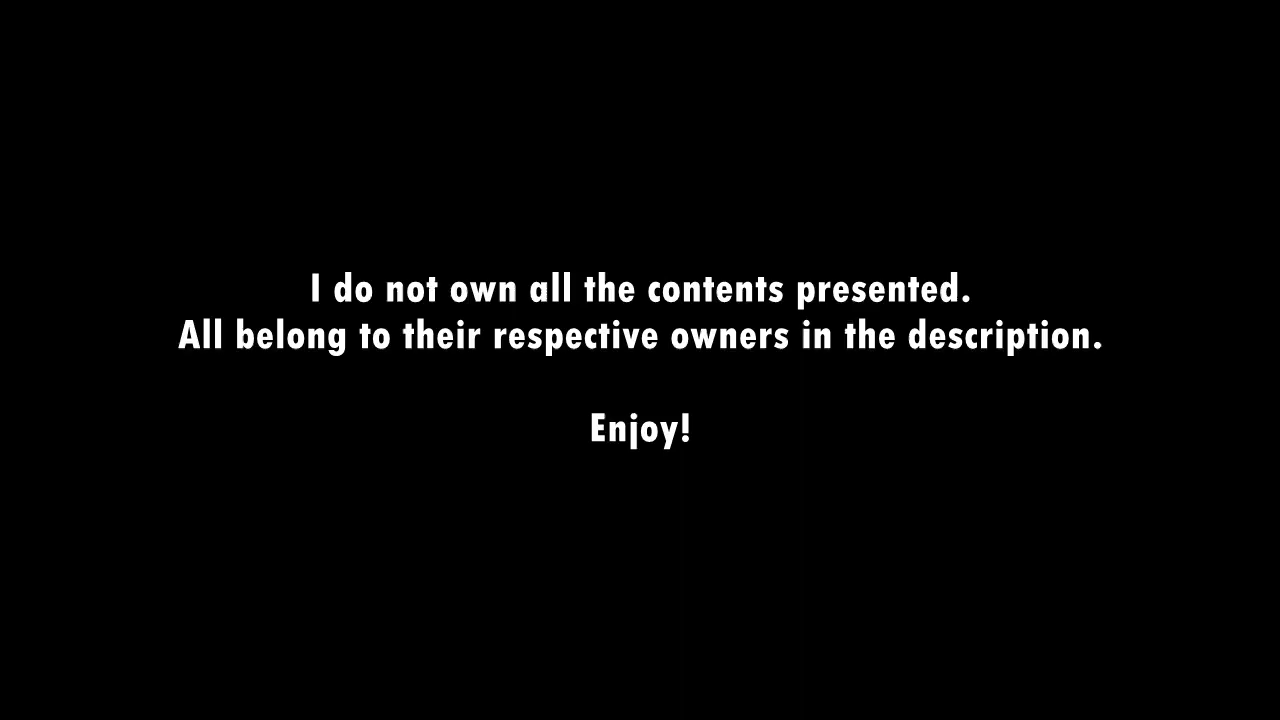 I do not own all the contents presented.
All belong to their respective owners in the description.
Enjoy!